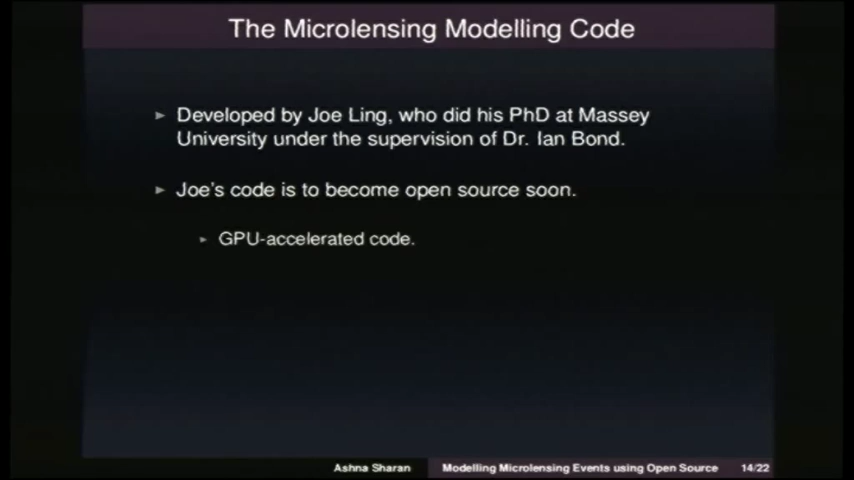 The Microlensing Modelling Code
Developed by Joe Ling, who did his PhD at Massey
University under the supervision of Dr. Ian Bond.
Joe's code is to become open source soon.
GPU-accelerated code.
Ashna Sharan Modelling Microlensing Events using Open Source 14/22